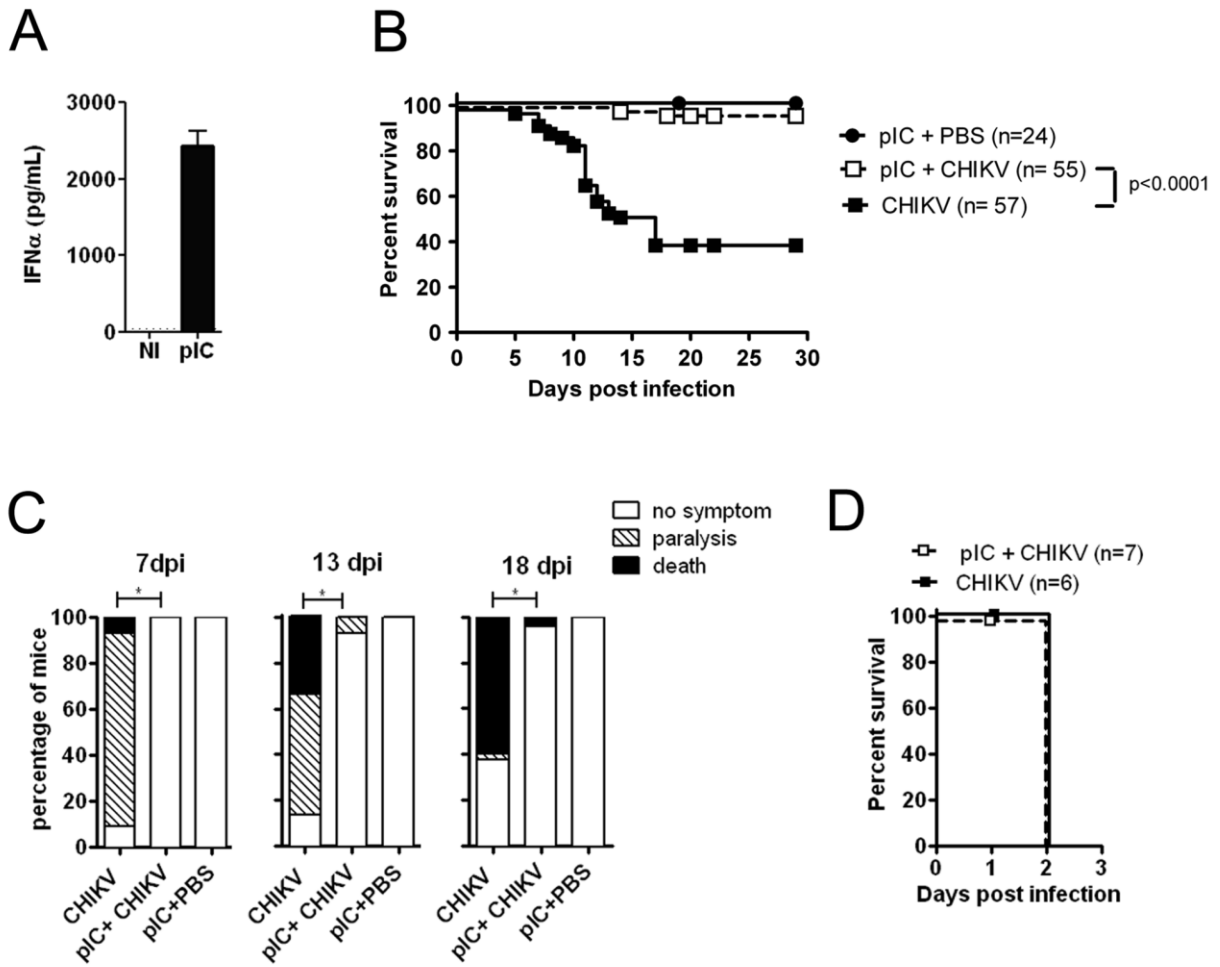 A
IFNα (pg/mL)
3000
2000
1000
0
NI pIC
B
Percent survival
100
80
60
40
20
0
0 5 10 15 20 25 30
Days post infection
pIC + PBS (n=24)
pIC + CHIKV (n= 55)
CHIKV (n= 57)
p<0.0001
C
no symptom
paralysis
death
percentage of mice
100
80
60
40
20
0
7dpi
*
CHIKV
pIC+ CHIKV
pIC+PBS
13 dpi
*
CHIKV
pIC+ CHIKV
pIC+PBS
18 dpi
*
CHIKV
pIC+ CHIKV
pIC+PBS
D
pIC + CHIKV (n=7)
CHIKV (n=6)
Percent survival
100
80
60
40
20
0
0 1 2 3
Days post infection